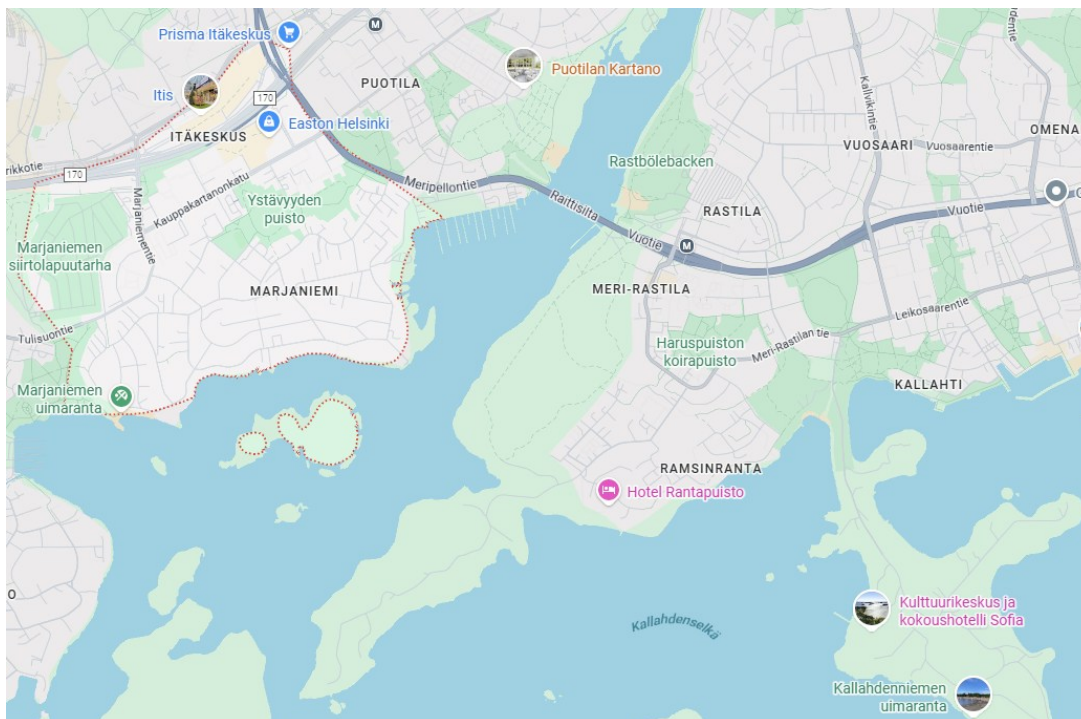 Prisma Itäkeskus
M
PUOTILA
Puotilan Kartano
Itis
170
ITÄKESKUS
Easton Helsinki
Kallvikintie
OMENA
VUOSAARI
Vuosaarentie
rikkotie
170
Marjaniementie
Kauppakartanonkatu
Meripellontie
Rastbölebacken
Raittisilta
Vuotie
Vuotie
RASTILA
M
Ystävyyden
puisto
Marjaniemen
siirtolapuutarha
MARJANIEMI
MERI-RASTILA
Leikosaarentie
Tulisuontie
Haruspuiston
koirapuisto
Meri-Rastilan tie
KALLAHTI
Marjaniemen
uimaranta
RAMSINRANTA
Hotel Rantapuisto
O
Kallahdenselkä
Kulttuurikeskus ja
kokoushotelli Sofia
Kallahdenniemen
uimaranta